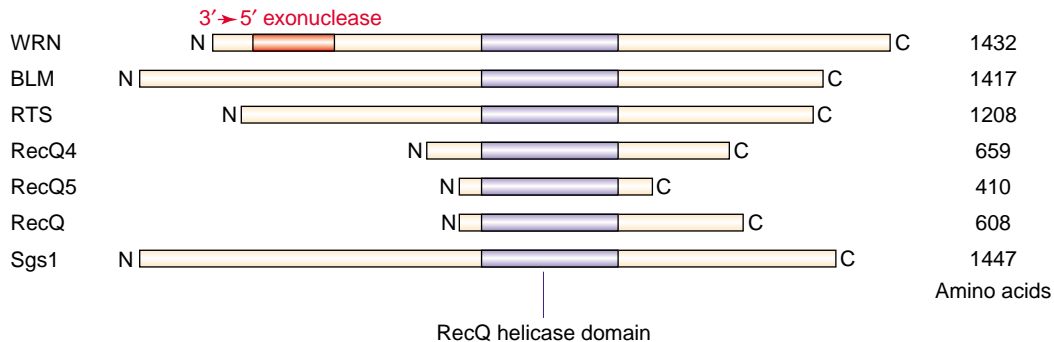 3′ → 5′ exonuclease
WRN N C 1432
BLM N C 1417
RTS N C 1208
RecQ4 N C 659
RecQ5 N C 410
RecQ N C 608
Sgs1 N C 1447
Amino acids
RecQ helicase domain